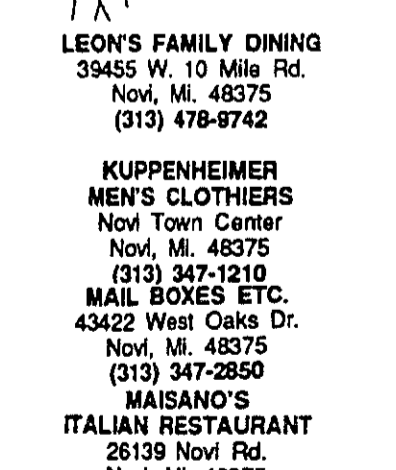 LEON'S FAMILY DINING
39455 W. 10 Mile Rd.
Novi, Mi. 48375
(313) 478-9742
KUPPENHEIMER
MEN'S CLOTHIERS
Novi Town Center
Novi, Mi. 48375
(313) 347-1210
MAIL BOXES ETC.
43422 West Oaks Dr.
Novi, Mi. 48375
(313) 347-2850
MAISANO'S
ITALIAN RESTAURANT
26139 Novi Rd.